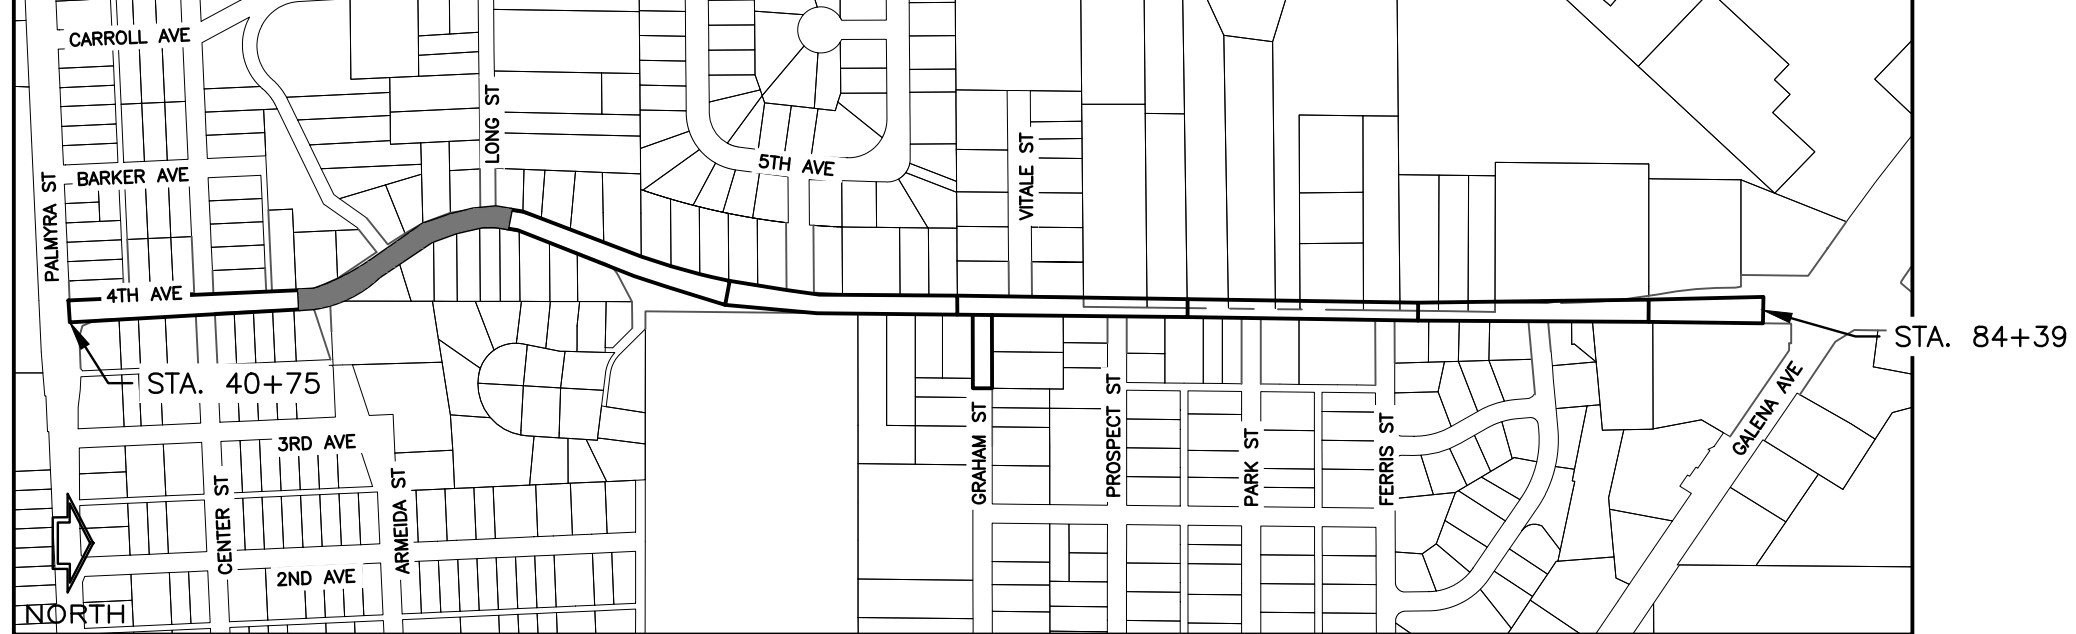 CARROLL AVE
LONG ST
5TH AVE
VITALE ST
BARKER AVE
PALMYRA ST
4TH AVE
STA. 40+75
STA. 84+39
GALENA AVE
GRAHAM ST
PROSPECT ST
PARK ST
FERRIS ST
3RD AVE
CENTER ST
ARMEIDA ST
2ND AVE
NORTH